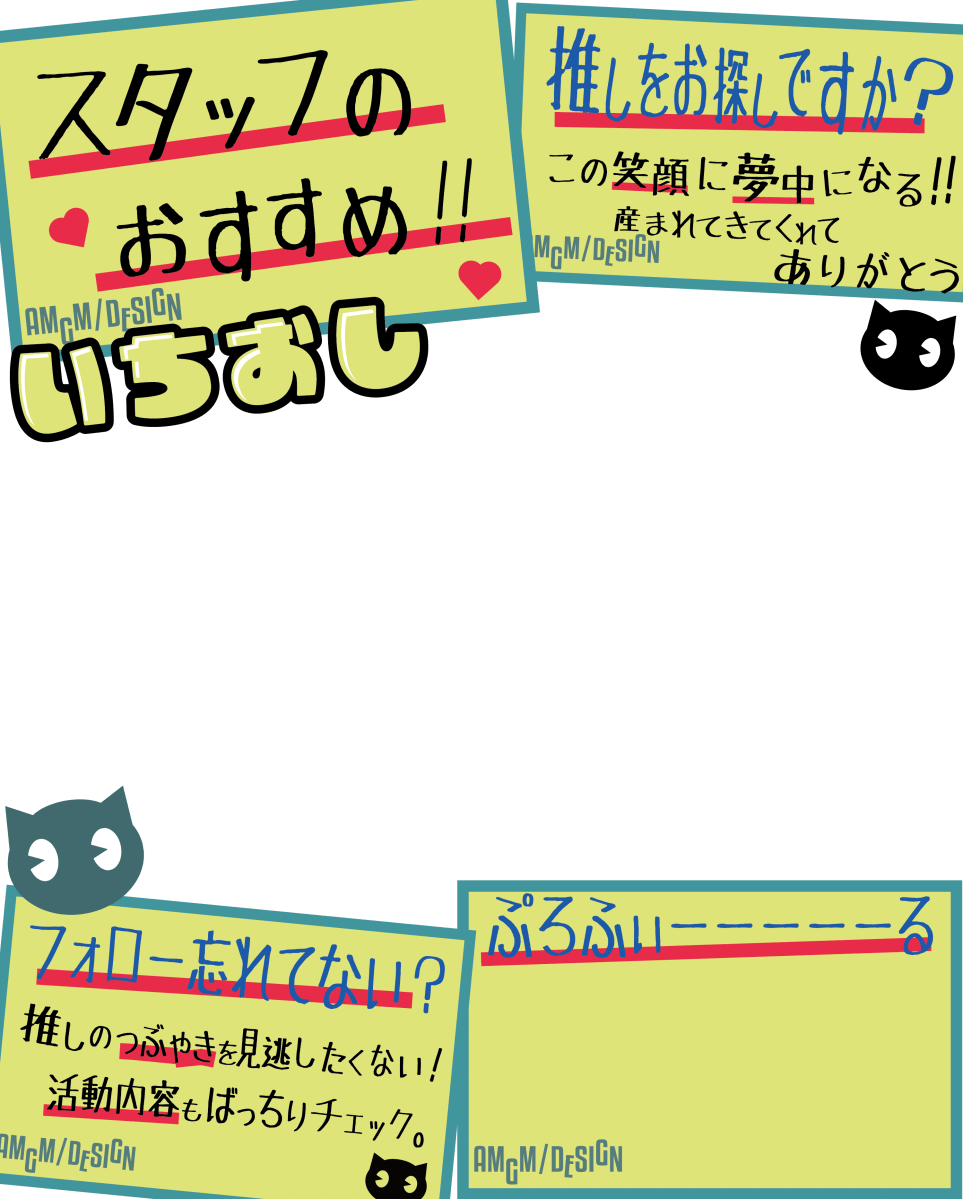 スタッフの
おすすめ!!
AMGM/DESIGN
いちおし
推しをお探しですか?
この笑顔に夢中になる!!
産まれてきてくれて
ありがとう
AMGM/DESIGN
フォロー忘れてない?
推しのつぶやきを見逃したくない!
活動内容もばっちりチェック。
AMGM/DESIGN
ぷろふぃーーーーーる
AMGM/DESIGN